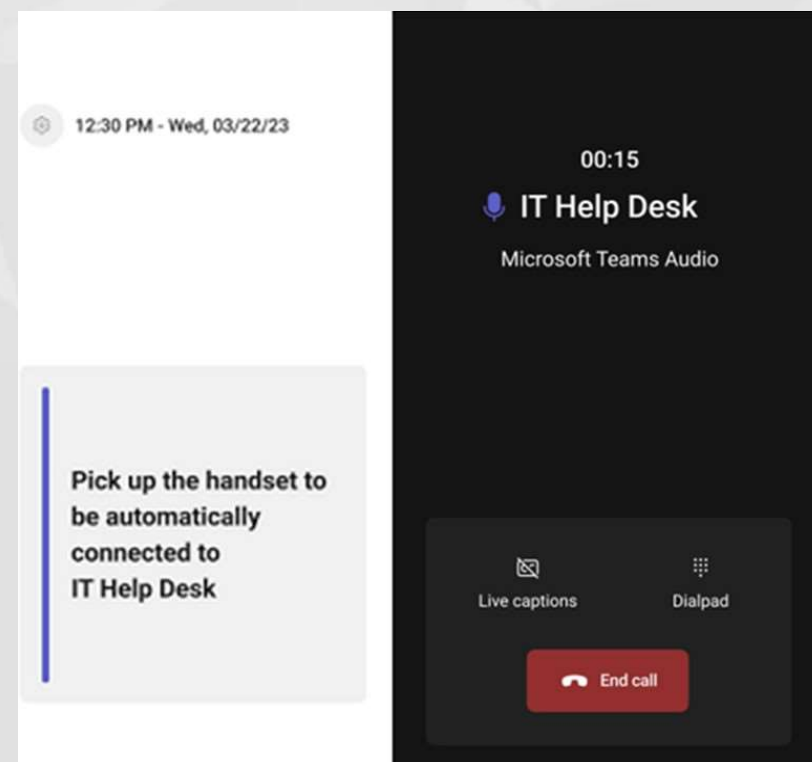 12:30 PM - Wed, 03/22/23
Pick up the handset to
be automatically
connected to
IT Help Desk
00:15
IT Help Desk
Microsoft Teams Audio
Live captions
Dialpad
End call